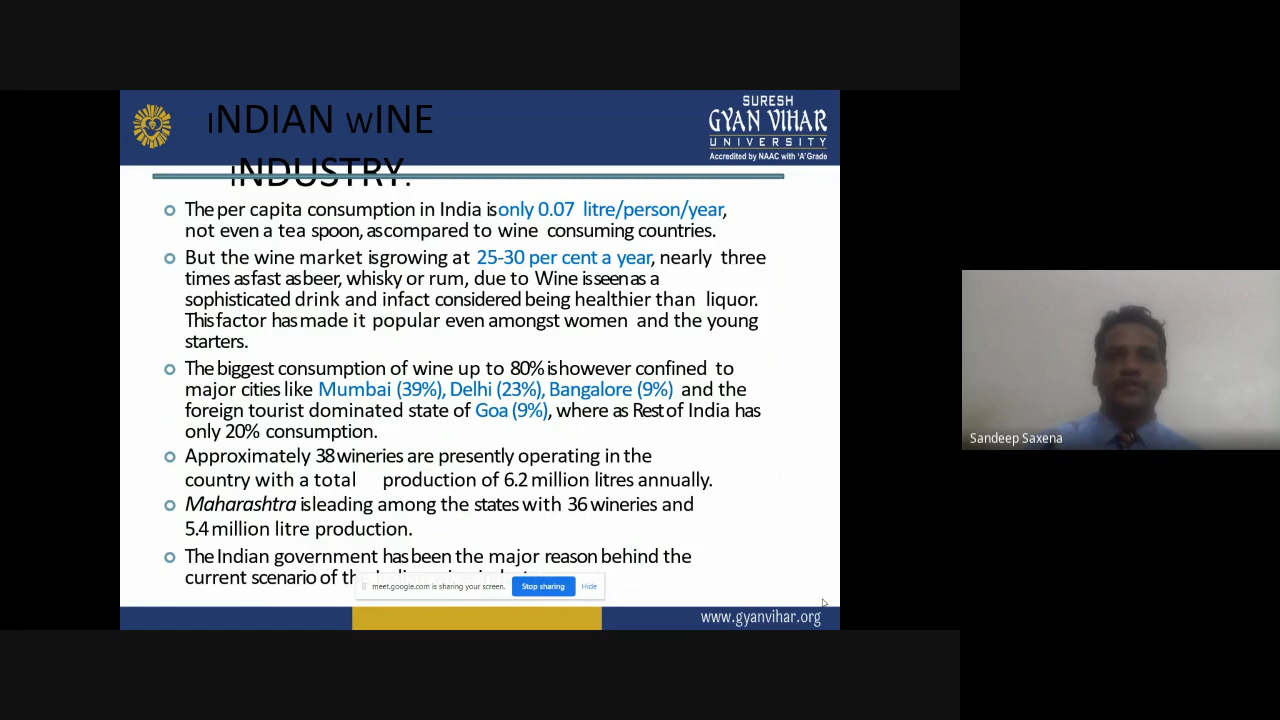 INDIAN WINE
INDUSTRY.
SURESH
GYAN VIHAR
UNIVERSITY
Accredited by NAAC with 'A' Grade
The per capita consumption in India is only 0.07 litre/person/year,
not even a tea spoon, as compared to wine consuming countries.
But the wine market is growing at 25-30 per cent a year, nearly three
times as fast as beer, whisky or rum, due to Wine is seen as a
sophisticated drink and infact considered being healthier than liquor.
This factor has made it popular even amongst women and the young
starters.
The biggest consumption of wine up to 80% is however confined to
major cities like Mumbai (39%), Delhi (23%), Bangalore (9%) and the
foreign tourist dominated state of Goa (9%), where as Rest of India has
only 20% consumption.
Approximately 38 wineries are presently operating in the
country with a total production of 6.2 million litres annually.
Maharashtra is leading among the states with 36 wineries and
5.4 million litre production.
The Indian government has been the major reason behind the
current scenario of
meet.google.com is sharing your screen. Stop sharing Hide
www.gyanvihar.org
Sandeep Saxena